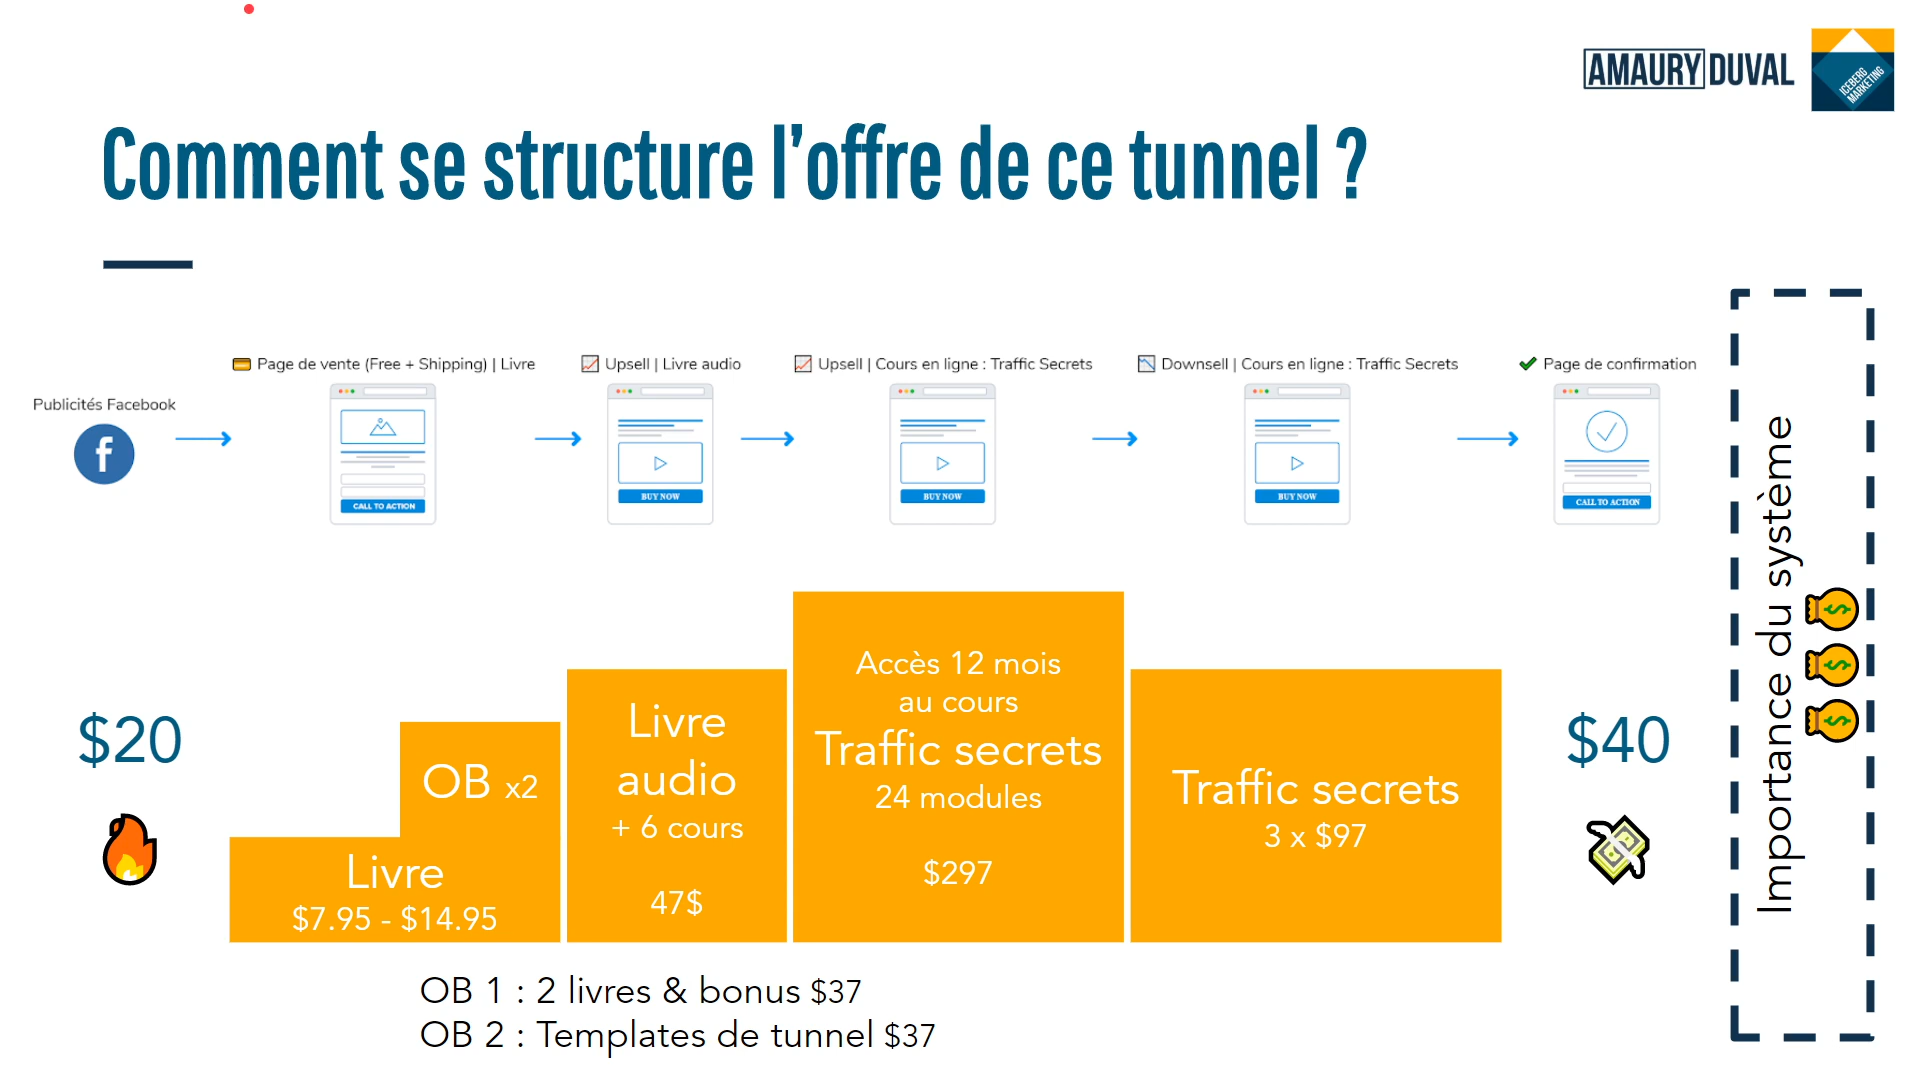 AMAURY DUVAL
ICEBERG
MARKETING
Comment se structure l'offre de ce tunnel ?
Publicités Facebook
Page de vente (Free + Shipping) | Livre
CALL TO ACTION
Upsell | Livre audio
BUY NOW
Upsell | Cours en ligne : Traffic Secrets
BUY NOW
Downsell | Cours en ligne : Traffic Secrets
BUY NOW
Page de confirmation
CALL TO ACTION
$20
Livre
$7.95 - $14.95
OB x2
Livre
audio
+ 6 cours
47$
Accès 12 mois
au cours
Traffic secrets
24 modules
$297
Traffic secrets
3 x $97
$40
OB 1 : 2 livres & bonus $37
OB 2 : Templates de tunnel $37
Importance du système